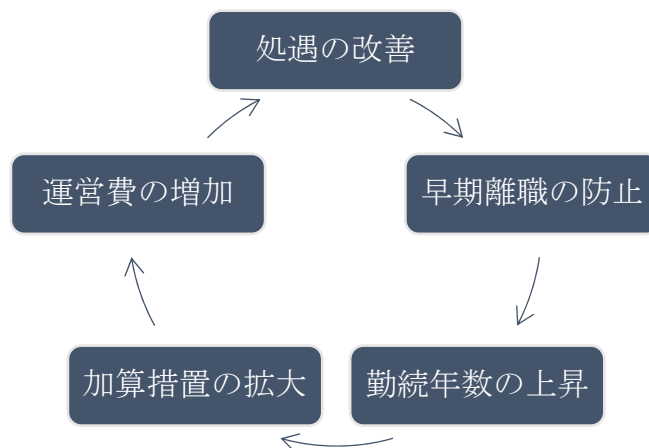 処遇の改善
早期離職の防止
勤続年数の上昇
加算措置の拡大
運営費の増加